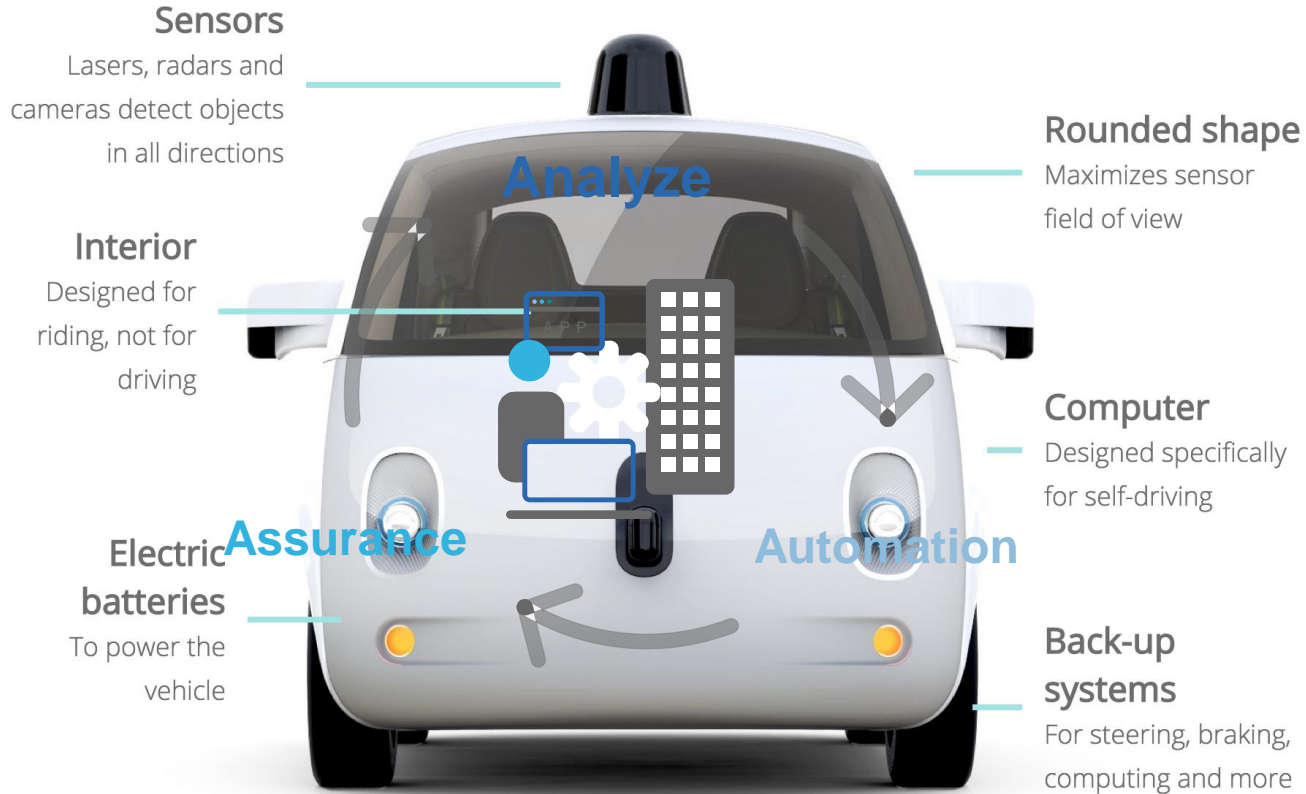 Sensors
Lasers, radars and
cameras detect objects
in all directions
Interior
Designed for
riding, not for
driving
Electric
batteries
To power the
vehicle
Analyze
APP
Assurance
Automation
Rounded shape
Maximizes sensor
field of view
Computer
Designed specifically
for self-driving
Back-up
systems
For steering, braking,
computing and more